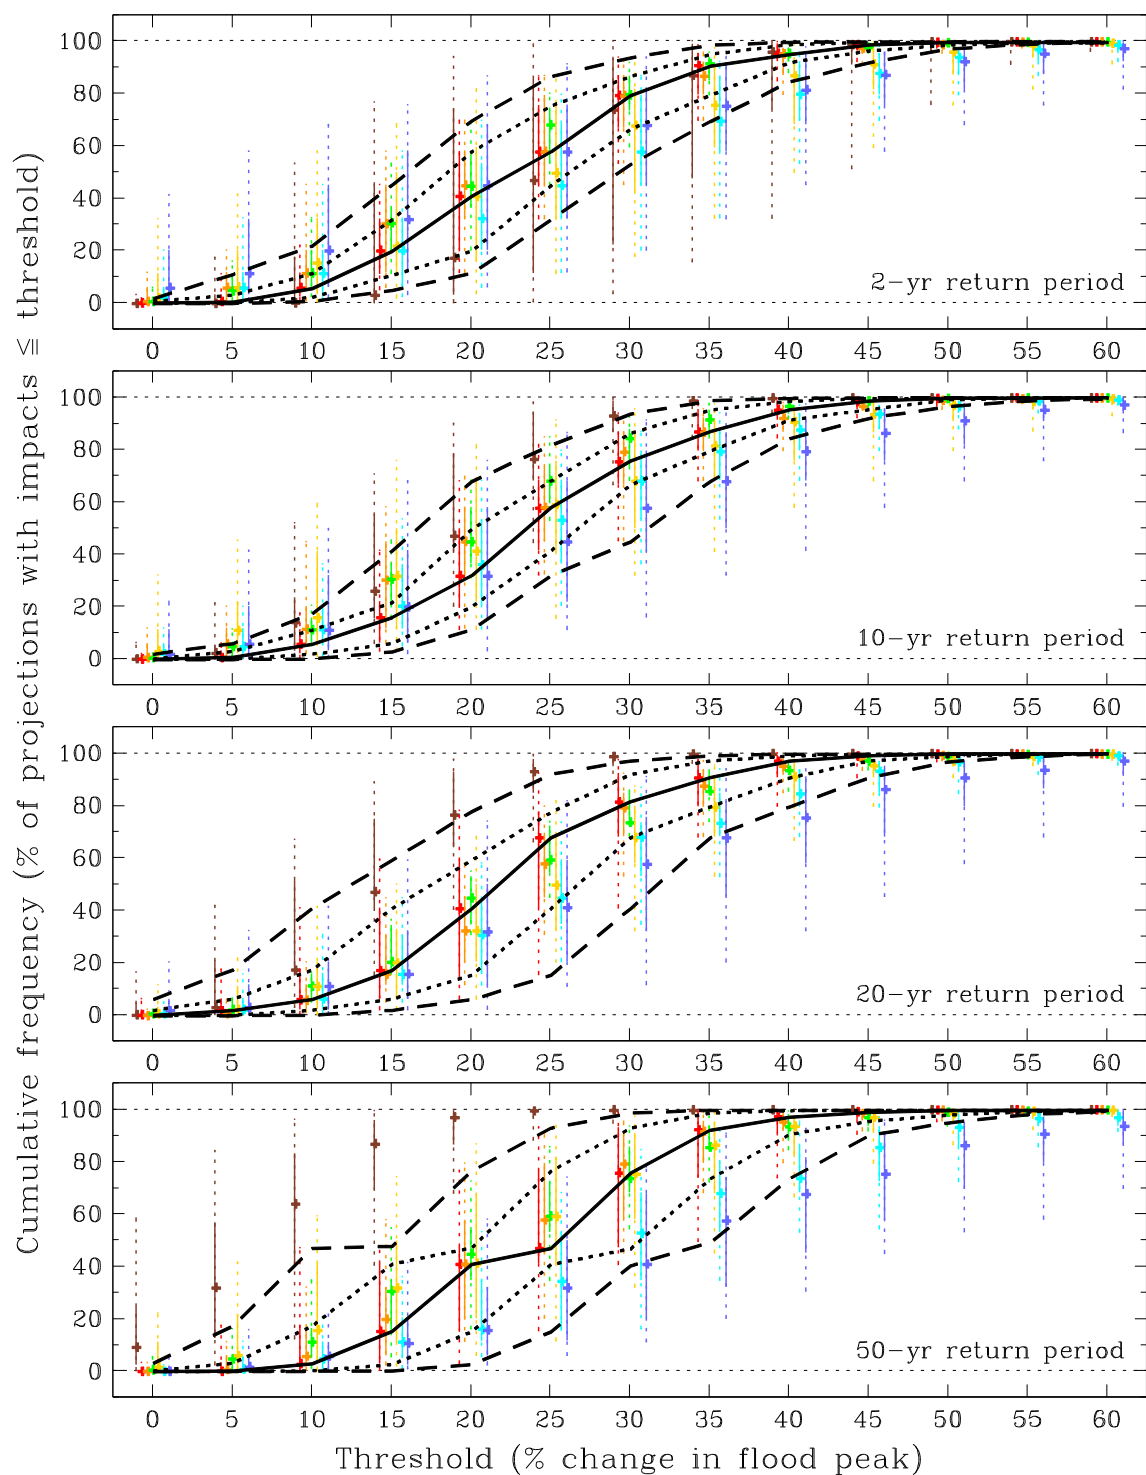 Cumulative frequency (% of projections with impacts ≦ threshold)
100
80
60
40
20
0
2-yr return period
0 5 10 15 20 25 30 35 40 45 50 55 60
100
80
60
40
20
0
10-yr return period
0 5 10 15 20 25 30 35 40 45 50 55 60
100
80
60
40
20
0
20-yr return period
0 5 10 15 20 25 30 35 40 45 50 55 60
100
80
60
40
20
0
50-yr return period
0 5 10 15 20 25 30 35 40 45 50 55 60
Threshold (% change in flood peak)